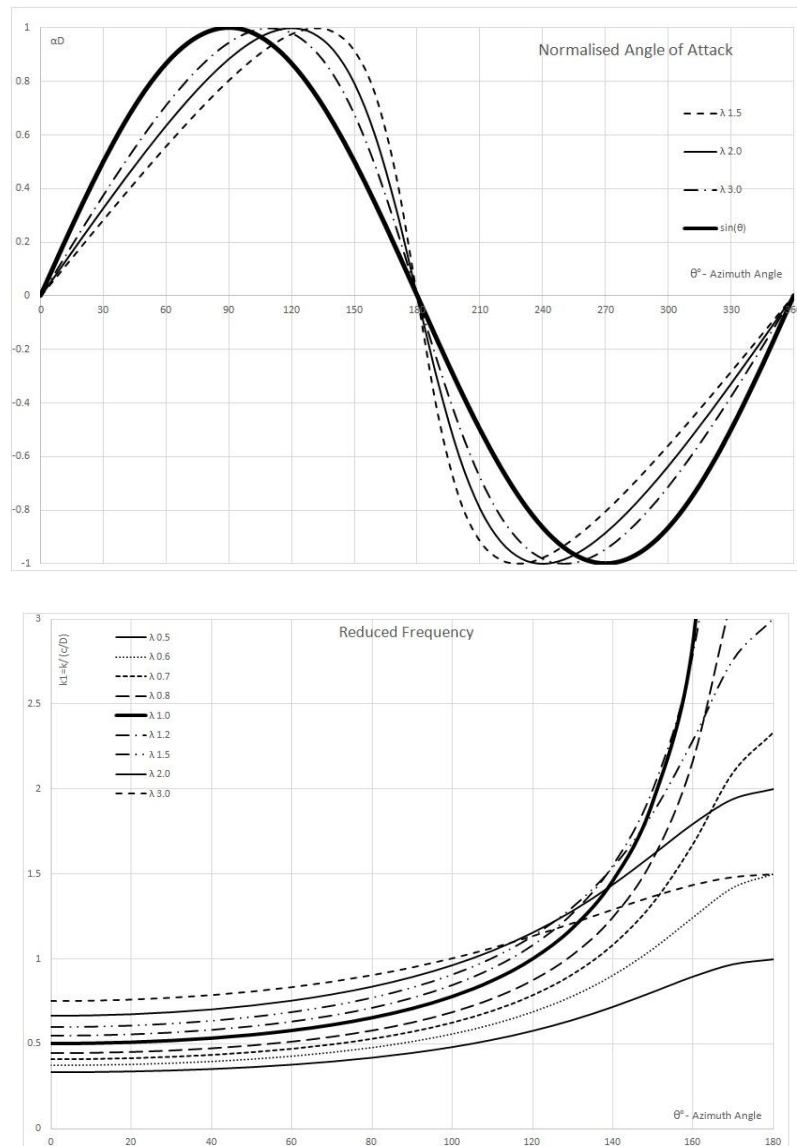 1
αD
Normalised Angle of Attack
0.8
λ 1.5
0.6
λ 2.0
0.4
λ 3.0
0.2
sin(θ)
θ° - Azimuth Angle
0
0 30 60 90 120 150 180 210 240 270 300 330 360
-0.2
-0.4
-0.6
-0.8
-1
3
k1=k/(c/D)
Reduced Frequency
λ 0.5
λ 0.6
λ 0.7
2.5
λ 0.8
λ 1.0
λ 1.2
λ 1.5
2
λ 2.0
λ 3.0
1.5
1
0.5
θ° - Azimuth Angle
0
0 20 40 60 80 100 120 140 160 180